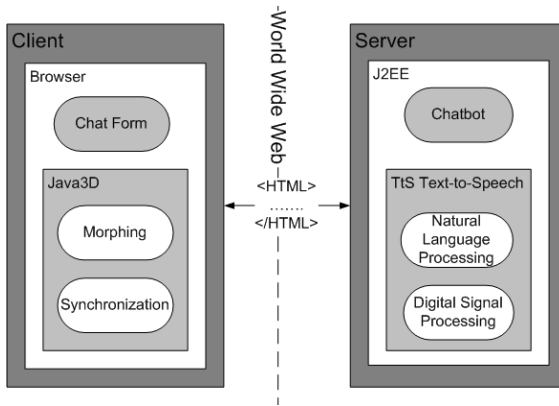 Client
Browser
Chat Form
Java3D
Morphing
Synchronization
World Wide Web
<HTML>
.......
</HTML>
Server
J2EE
Chatbot
TtS Text-to-Speech
Natural
Language
Processing
Digital Signal
Processing